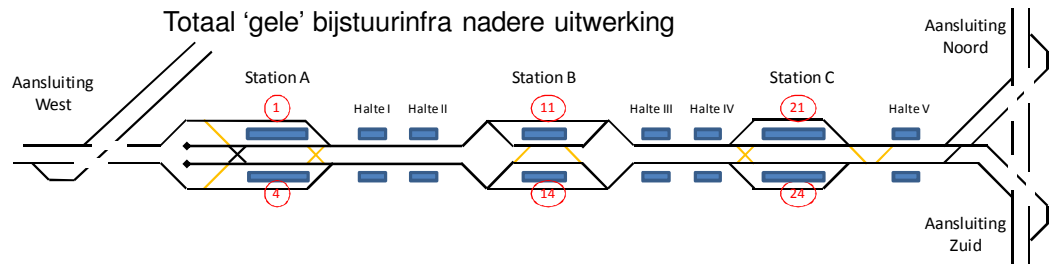 Totaal ‘gele’ bijstuurinfra nadere uitwerking
Aansluiting
Noord
Aansluiting
West
Station A
Station B
Station C
1
11
21
Halte I
Halte II
Halte III
Halte IV
Halte V
4
14
24
Aansluiting
Zuid